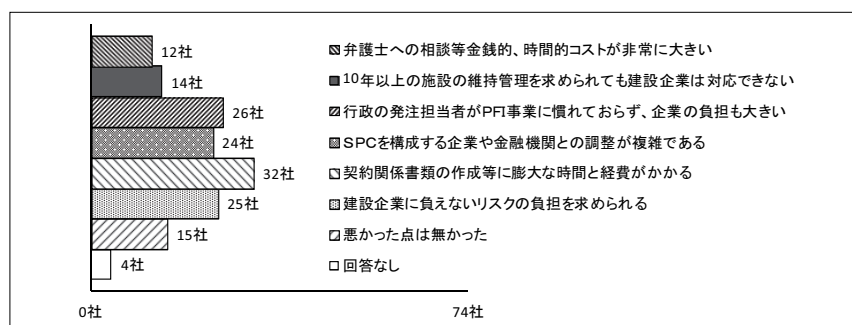 12社 弁護士への相談等金銭的、時間的コストが非常に大きい
14社 10年以上の施設の維持管理を求められても建設企業は対応できない
26社 行政の発注担当者がPFI事業に慣れておらず、企業の負担も大きい
24社 SPCを構成する企業や金融機関との調整が複雑である
32社 契約関係書類の作成等に膨大な時間と経費がかかる
25社 建設企業に負えないリスクの負担を求められる
15社 悪かった点は無かった
4社 回答なし
0社 74社